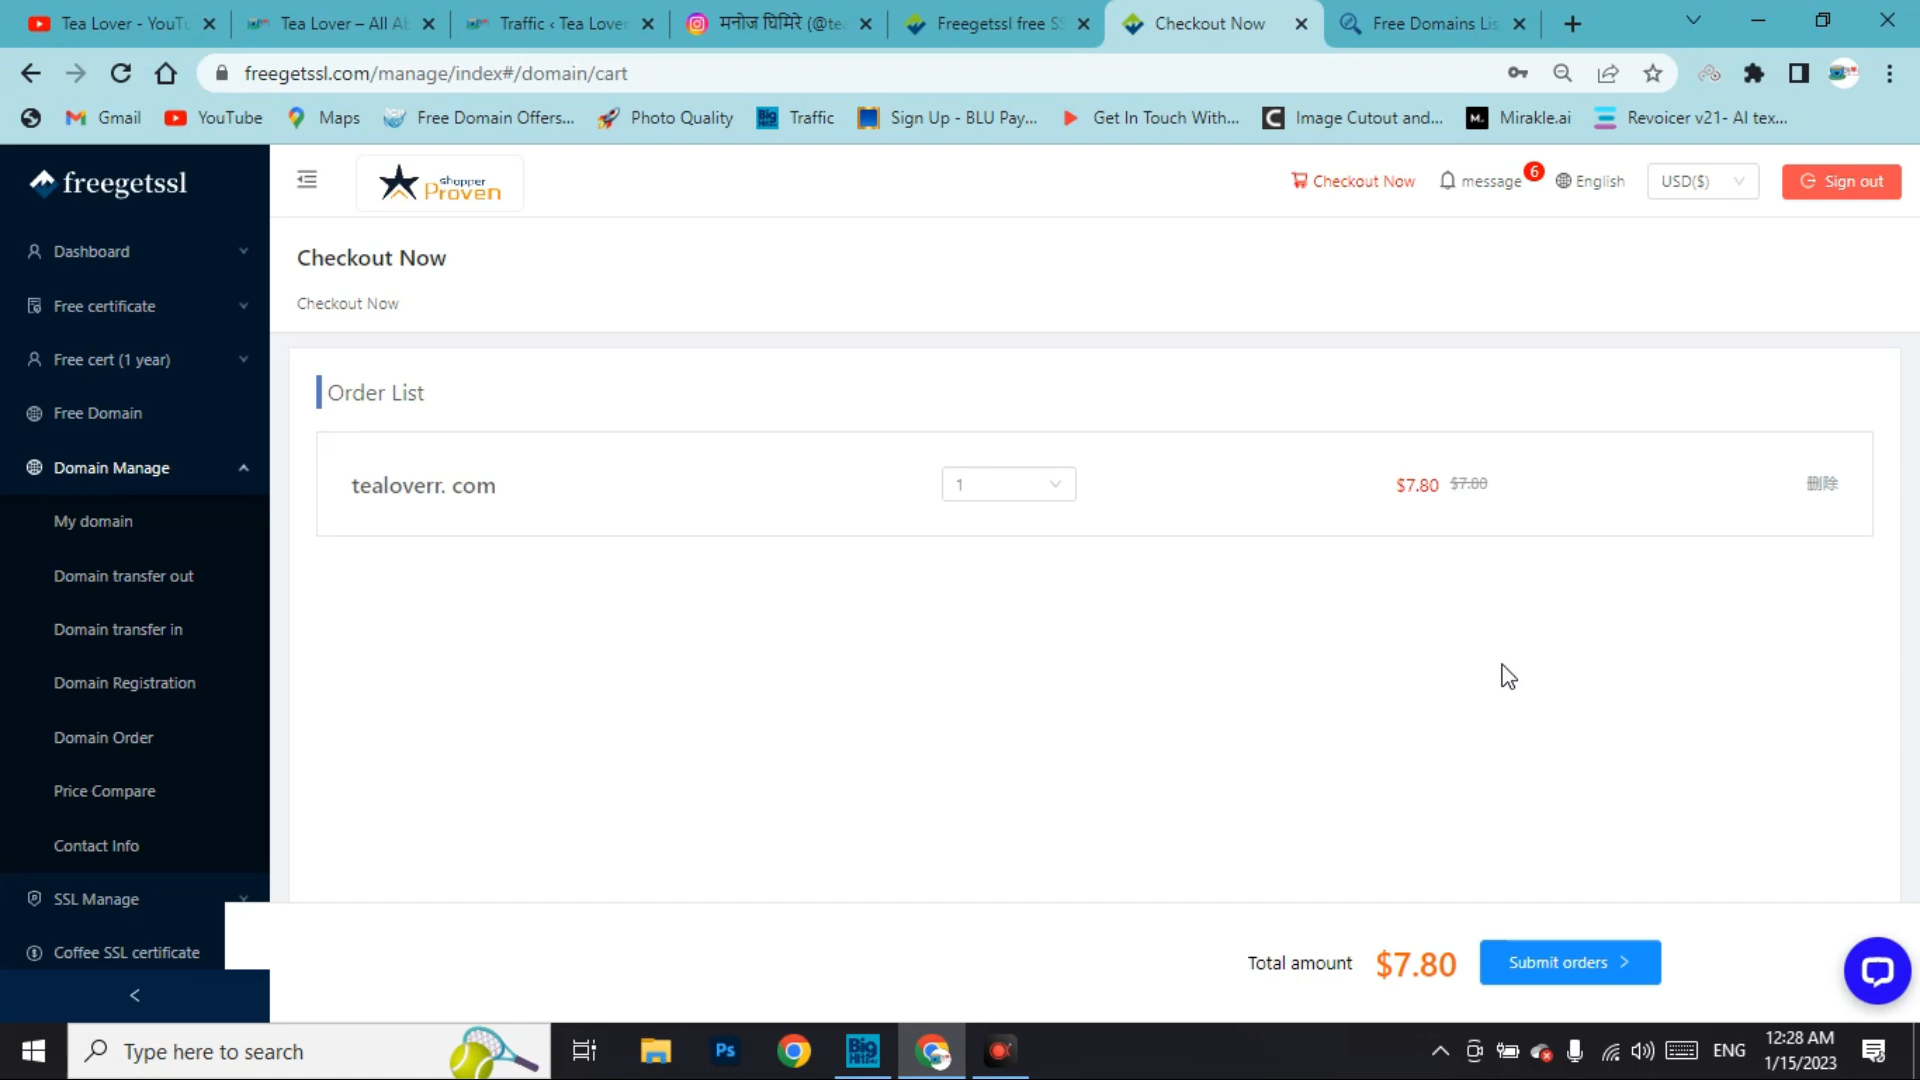 Tea Lover - YouTu
Tea Lover – All Ab
Traffic ‹ Tea Lover
मनोज घिमिरे (@tea
Freegetssl free SS
Checkout Now
Free Domains Lis
freegetssl.com/manage/index#/domain/cart
Gmail
YouTube
Maps
Free Domain Offers...
Photo Quality
Traffic
Sign Up - BLU Pay...
Get In Touch With...
Image Cutout and...
Mirakle.ai
Revoicer v21- AI tex...
freegetssl
shopper
Proven
Checkout Now
message
6
English
USD($)
Sign out
Dashboard
Free certificate
Free cert (1 year)
Free Domain
Domain Manage
My domain
Domain transfer out
Domain transfer in
Domain Registration
Domain Order
Price Compare
Contact Info
SSL Manage
Coffee SSL certificate
Checkout Now
Checkout Now
Order List
tealoverr. com
1
$7.80 $7.80
删除
Total amount $7.80
Submit orders >
Type here to search
Ps
ENG
12:28 AM
1/15/2023